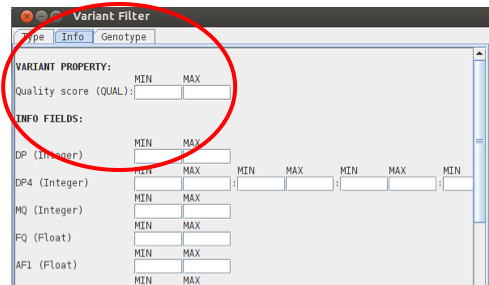 Variant Filter
Type Info Genotype
VARIANT PROPERTY:
MIN MAX
Quality score (QUAL):
INFO FIELDS:
MIN MAX
DP (Integer)
MIN MAX MIN MAX MIN MAX MIN
DP4 (Integer) : : :
MIN MAX
MQ (Integer)
MIN MAX
FQ (Float)
MIN MAX
AF1 (Float)
MIN MAX